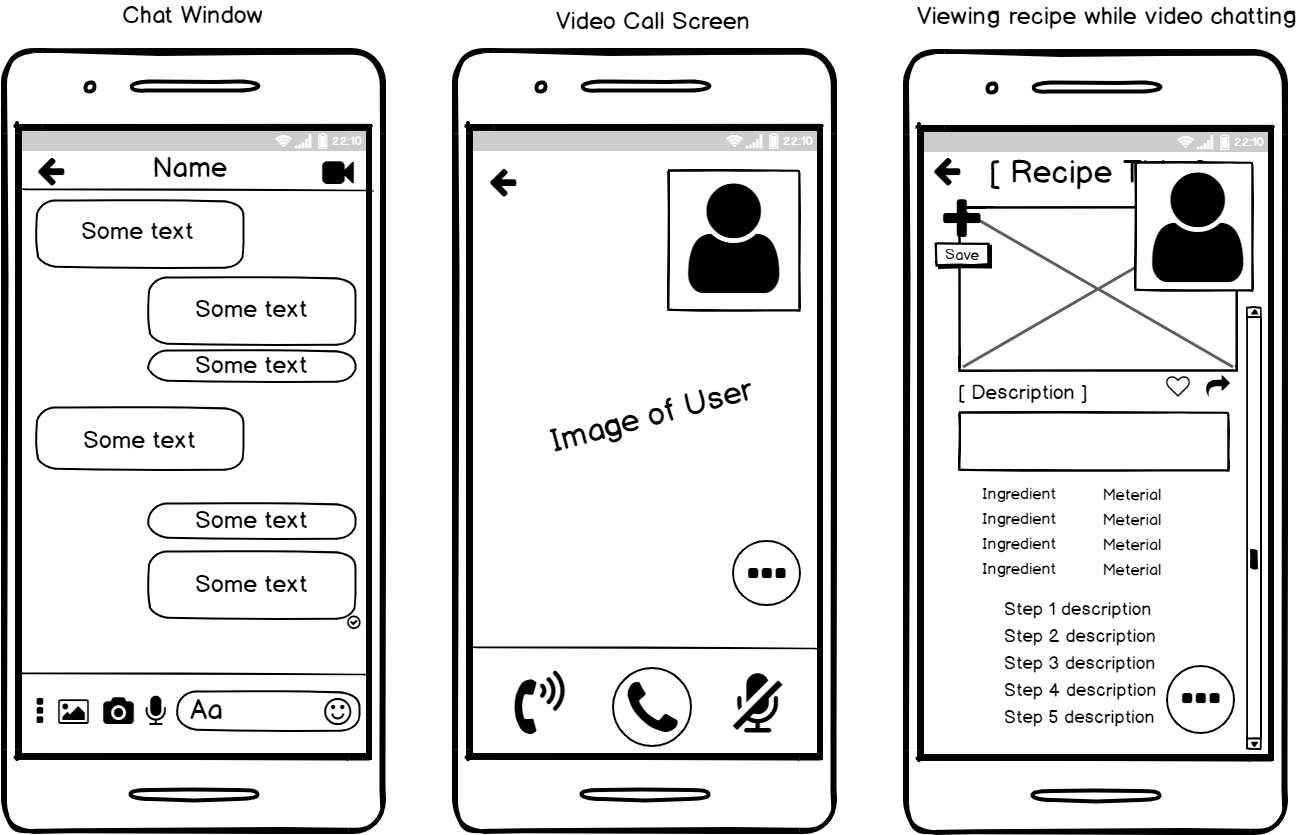 Chat Window
22:10
Name
Some text
Some text
Some text
Some text
Some text
Some text
Aa
Video Call Screen
22:10
Image of User
Viewing recipe while video chatting
22:10
[ Recipe
Save
[ Description ]
Ingredient Meterial
Ingredient Meterial
Ingredient Meterial
Ingredient Meterial
Step 1 description
Step 2 description
Step 3 description
Step 4 description
Step 5 description